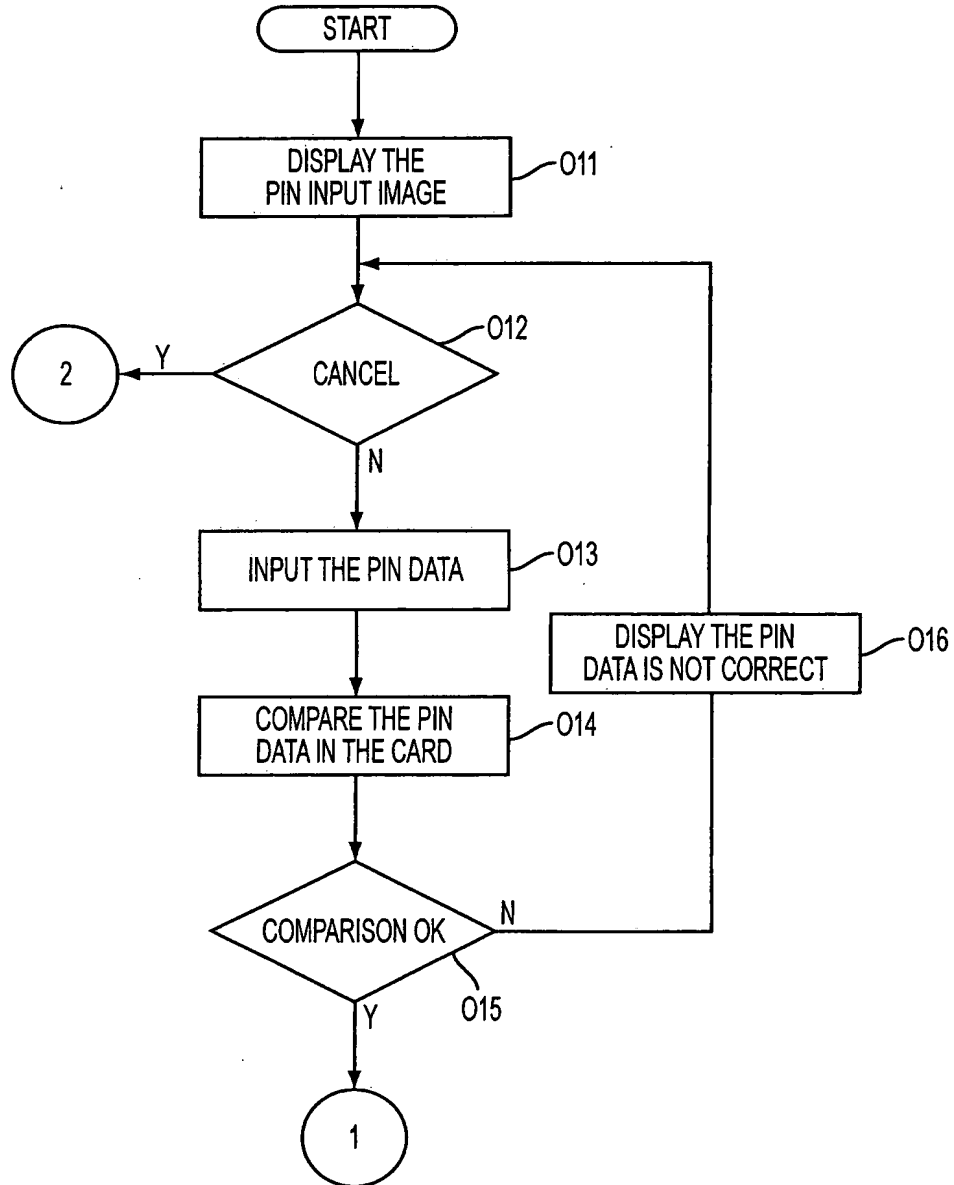 START
DISPLAY THE
PIN INPUT IMAGE
O11
O12
CANCEL
Y
2
N
INPUT THE PIN DATA
O13
DISPLAY THE PIN
DATA IS NOT CORRECT
O16
COMPARE THE PIN
DATA IN THE CARD
O14
COMPARISON OK
N
O15
Y
1